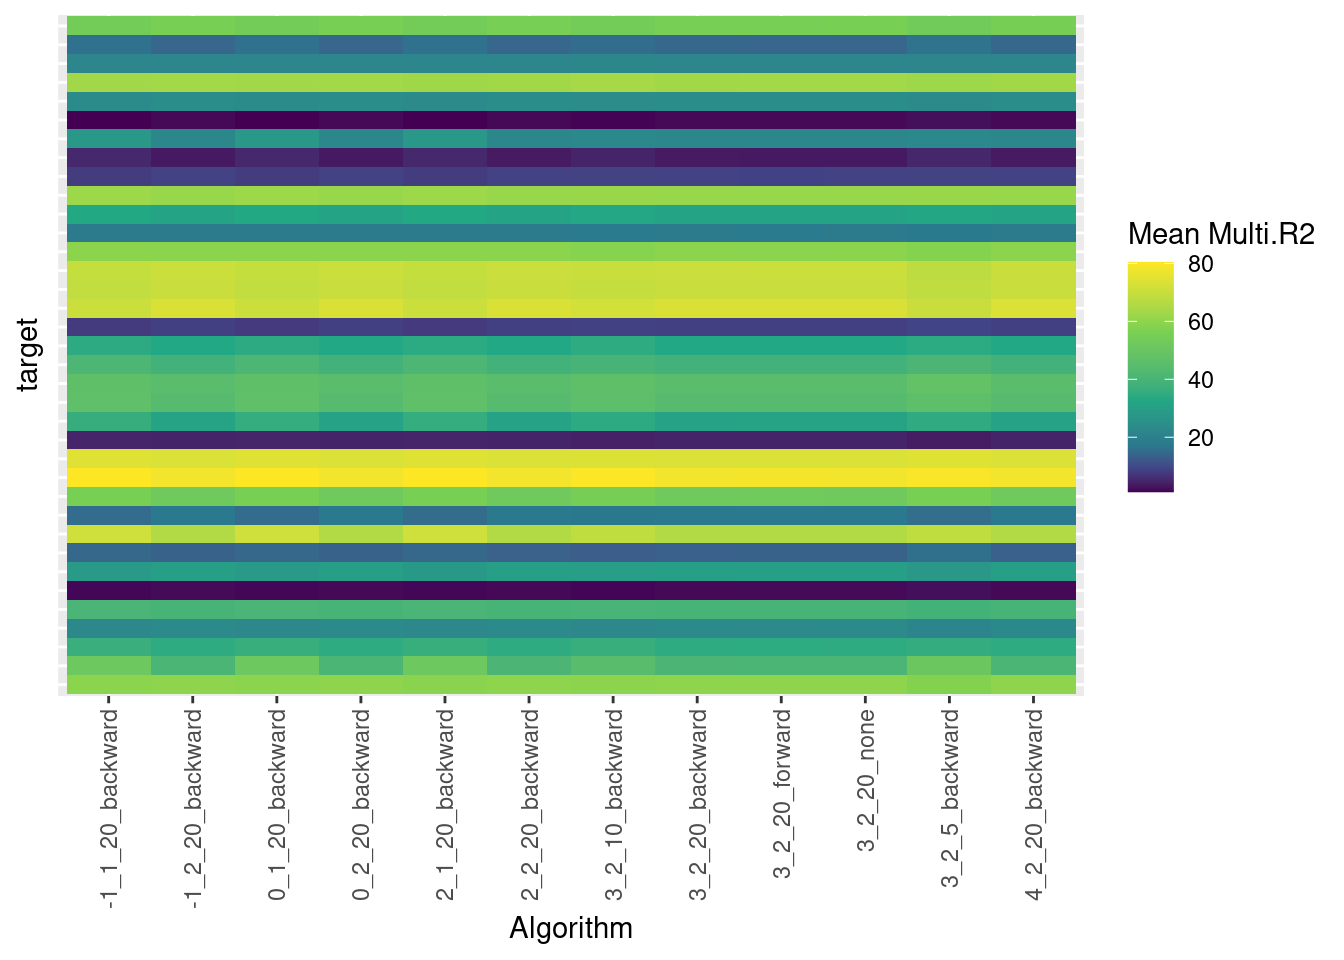 Mean Multi.R2
80
60
40
20
target
-1_1_20_backward
-1_2_20_backward
0_1_20_backward
0_2_20_backward
2_1_20_backward
2_2_20_backward
3_2_10_backward
3_2_20_backward
3_2_20_forward
3_2_20_none
3_2_5_backward
4_2_20_backward
Algorithm